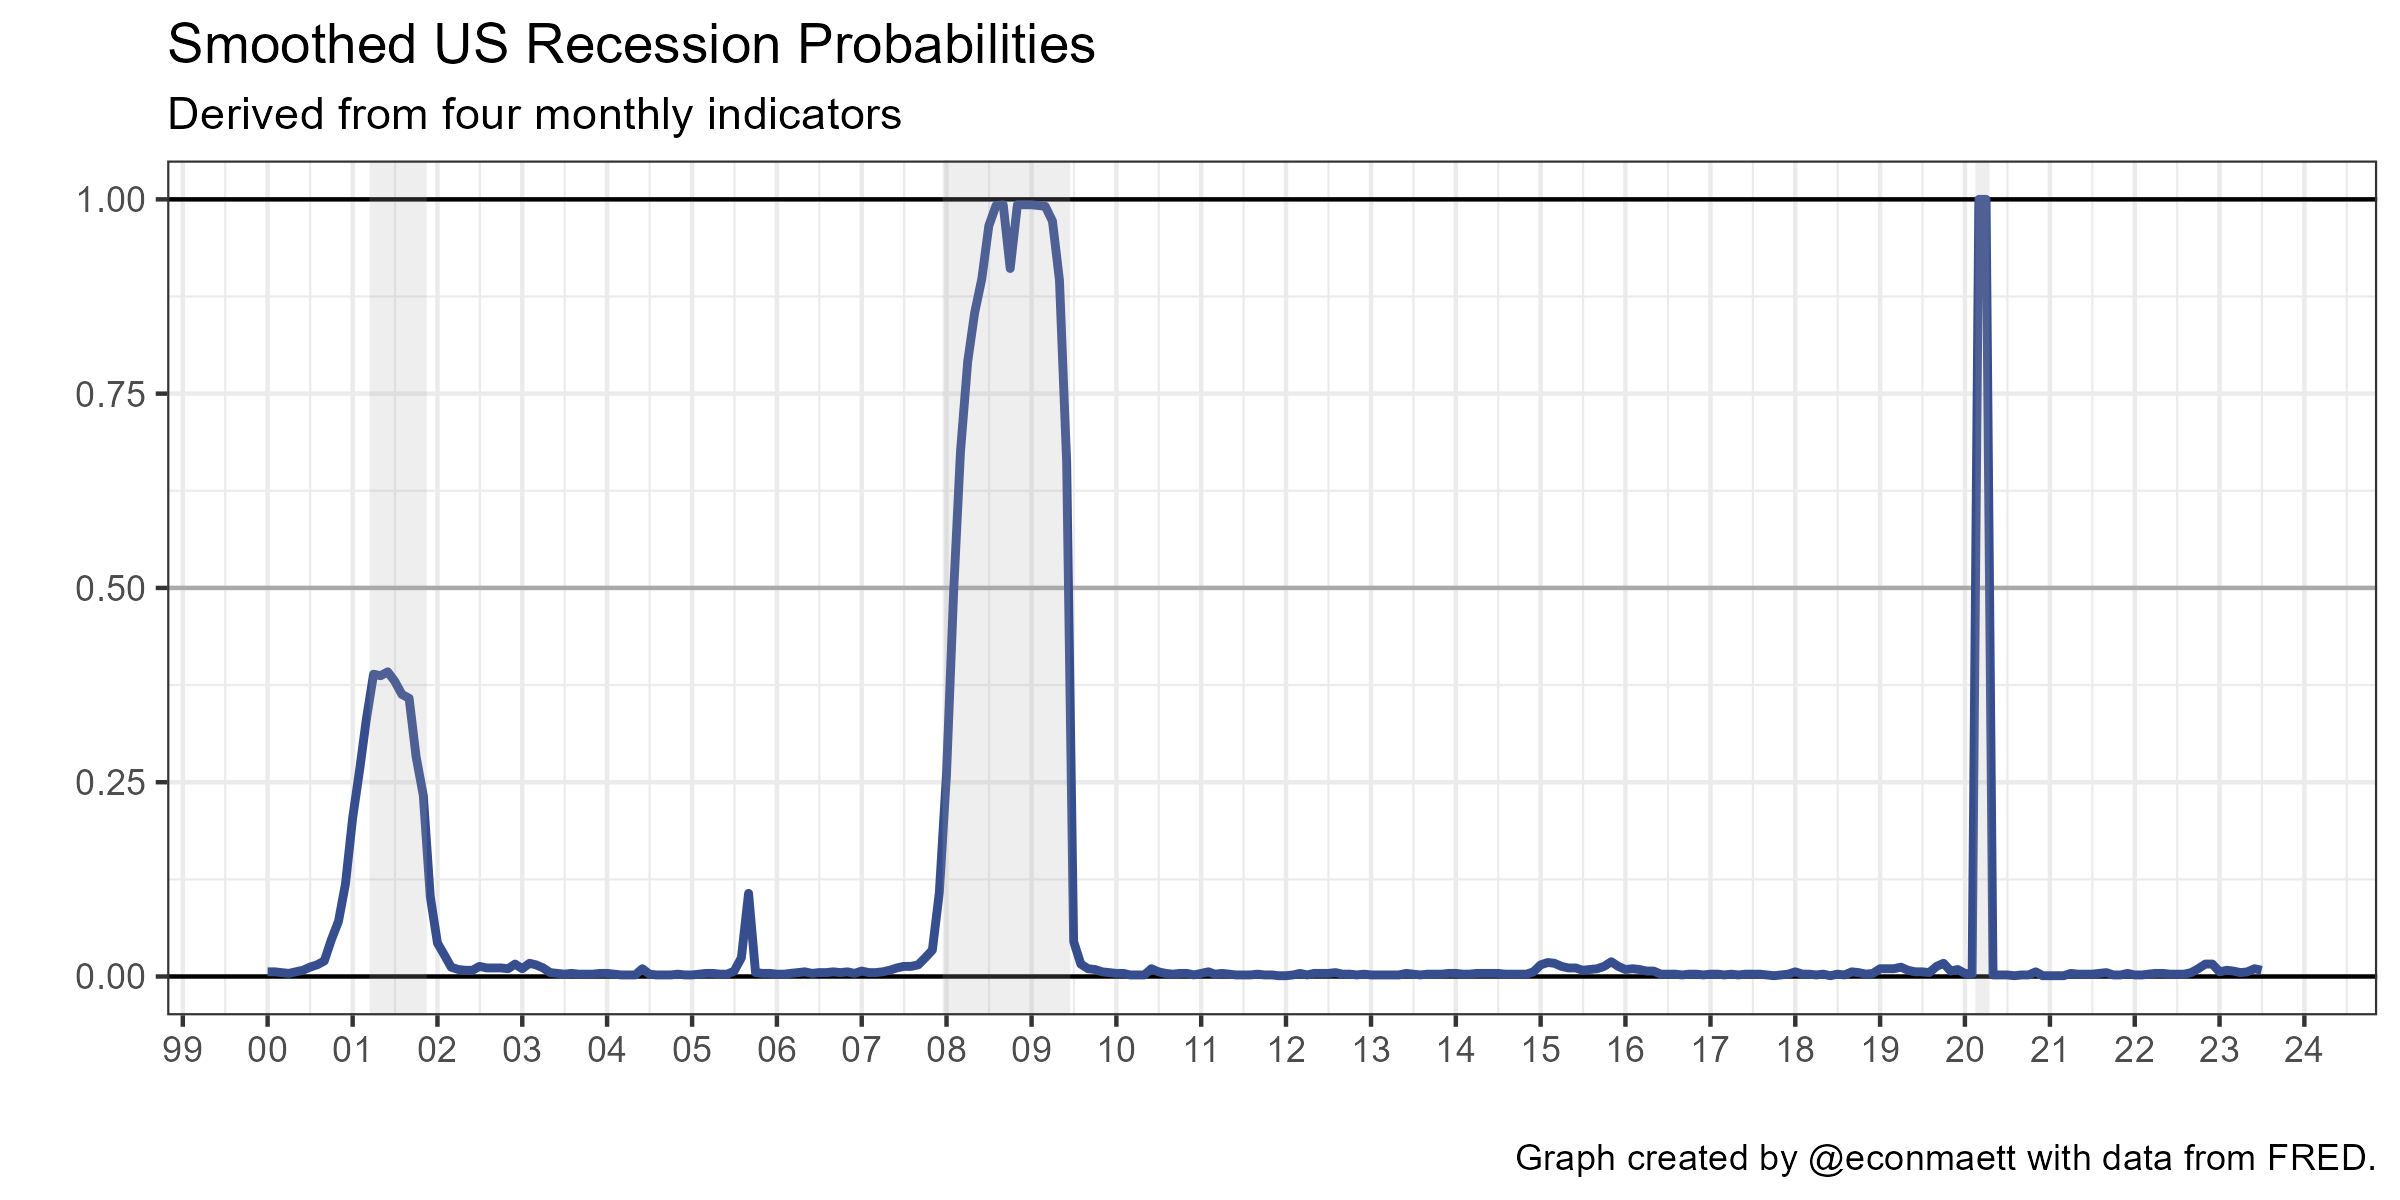 Smoothed US Recession Probabilities
Derived from four monthly indicators
1.00
0.75
0.50
0.25
0.00
99 00 01 02 03 04 05 06 07 08 09 10 11 12 13 14 15 16 17 18 19 20 21 22 23 24
Graph created by @econmaett with data from FRED.